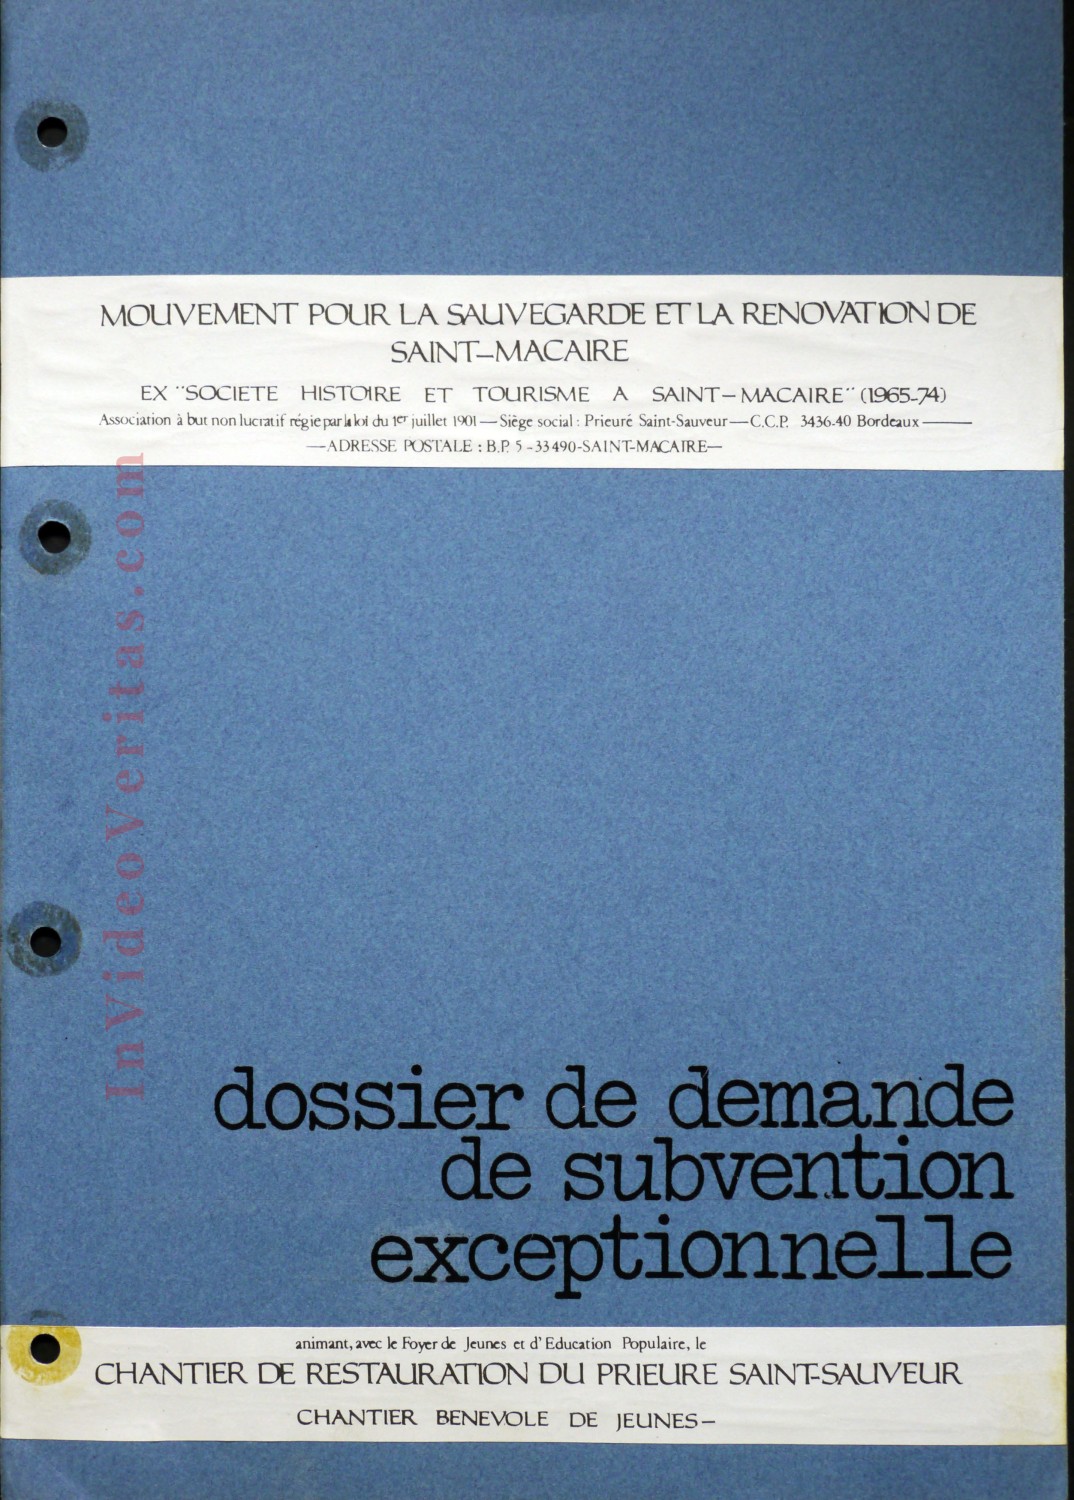 MOUVEMENT POUR LA SAUVEGARDE ET LA RENOVATION DE
SAINT–MACAIRE
EX "SOCIETE HISTOIRE ET TOURISME A SAINT–MACAIRE" (1965-74)
Association à but non lucratif régie par la loi du 1er juillet 1901 — Siège social : Prieuré Saint-Sauveur — C.C.P. 3436-40 Bordeaux —
—ADRESSE POSTALE : B.P. 5 -33490-SAINT-MACAIRE—
InVideoVeritas.com
dossier de demande
de subvention
exceptionnelle
animant, avec le Foyer de Jeunes et d'Education Populaire, le
CHANTIER DE RESTAURATION DU PRIEURE SAINT-SAUVEUR
CHANTIER BENEVOLE DE JEUNES–